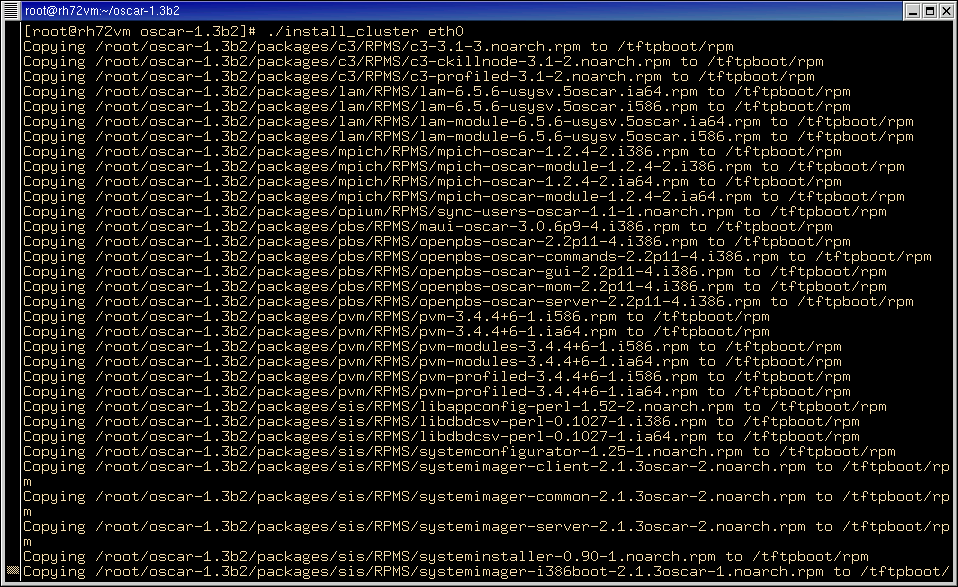 root@rh72vm:~/oscar-1.3b2
[root@rh72vm oscar-1.3b2]# ./install_cluster eth0
Copying /root/oscar-1.3b2/packages/c3/RPMS/c3-3.1-3.noarch.rpm to /tftpboot/rpm
Copying /root/oscar-1.3b2/packages/c3/RPMS/c3-ckillnode-3.1-2.noarch.rpm to /tftpboot/rpm
Copying /root/oscar-1.3b2/packages/c3/RPMS/c3-profiled-3.1-2.noarch.rpm to /tftpboot/rpm
Copying /root/oscar-1.3b2/packages/lam/RPMS/lam-6.5.6-usysv.5oscar.ia64.rpm to /tftpboot/rpm
Copying /root/oscar-1.3b2/packages/lam/RPMS/lam-6.5.6-usysv.5oscar.i586.rpm to /tftpboot/rpm
Copying /root/oscar-1.3b2/packages/lam/RPMS/lam-module-6.5.6-usysv.5oscar.ia64.rpm to /tftpboot/rpm
Copying /root/oscar-1.3b2/packages/lam/RPMS/lam-module-6.5.6-usysv.5oscar.i586.rpm to /tftpboot/rpm
Copying /root/oscar-1.3b2/packages/mpich/RPMS/mpich-oscar-1.2.4-2.i386.rpm to /tftpboot/rpm
Copying /root/oscar-1.3b2/packages/mpich/RPMS/mpich-oscar-module-1.2.4-2.i386.rpm to /tftpboot/rpm
Copying /root/oscar-1.3b2/packages/mpich/RPMS/mpich-oscar-1.2.4-2.ia64.rpm to /tftpboot/rpm
Copying /root/oscar-1.3b2/packages/mpich/RPMS/mpich-oscar-module-1.2.4-2.ia64.rpm to /tftpboot/rpm
Copying /root/oscar-1.3b2/packages/opium/RPMS/sync-users-oscar-1.1-1.noarch.rpm to /tftpboot/rpm
Copying /root/oscar-1.3b2/packages/pbs/RPMS/maui-oscar-3.0.6p9-4.i386.rpm to /tftpboot/rpm
Copying /root/oscar-1.3b2/packages/pbs/RPMS/openpbs-oscar-2.2p11-4.i386.rpm to /tftpboot/rpm
Copying /root/oscar-1.3b2/packages/pbs/RPMS/openpbs-oscar-commands-2.2p11-4.i386.rpm to /tftpboot/rpm
Copying /root/oscar-1.3b2/packages/pbs/RPMS/openpbs-oscar-gui-2.2p11-4.i386.rpm to /tftpboot/rpm
Copying /root/oscar-1.3b2/packages/pbs/RPMS/openpbs-oscar-mom-2.2p11-4.i386.rpm to /tftpboot/rpm
Copying /root/oscar-1.3b2/packages/pbs/RPMS/openpbs-oscar-server-2.2p11-4.i386.rpm to /tftpboot/rpm
Copying /root/oscar-1.3b2/packages/pvm/RPMS/pvm-3.4.4+6-1.i586.rpm to /tftpboot/rpm
Copying /root/oscar-1.3b2/packages/pvm/RPMS/pvm-3.4.4+6-1.ia64.rpm to /tftpboot/rpm
Copying /root/oscar-1.3b2/packages/pvm/RPMS/pvm-modules-3.4.4+6-1.i586.rpm to /tftpboot/rpm
Copying /root/oscar-1.3b2/packages/pvm/RPMS/pvm-modules-3.4.4+6-1.ia64.rpm to /tftpboot/rpm
Copying /root/oscar-1.3b2/packages/pvm/RPMS/pvm-profiled-3.4.4+6-1.i586.rpm to /tftpboot/rpm
Copying /root/oscar-1.3b2/packages/pvm/RPMS/pvm-profiled-3.4.4+6-1.ia64.rpm to /tftpboot/rpm
Copying /root/oscar-1.3b2/packages/sis/RPMS/libappconfig-perl-1.52-2.noarch.rpm to /tftpboot/rpm
Copying /root/oscar-1.3b2/packages/sis/RPMS/libdbdcsv-perl-0.1027-1.i386.rpm to /tftpboot/rpm
Copying /root/oscar-1.3b2/packages/sis/RPMS/libdbdcsv-perl-0.1027-1.ia64.rpm to /tftpboot/rpm
Copying /root/oscar-1.3b2/packages/sis/RPMS/systemconfigurator-1.25-1.noarch.rpm to /tftpboot/rpm
Copying /root/oscar-1.3b2/packages/sis/RPMS/systemimager-client-2.1.3oscar-2.noarch.rpm to /tftpboot/rp
m
Copying /root/oscar-1.3b2/packages/sis/RPMS/systemimager-common-2.1.3oscar-2.noarch.rpm to /tftpboot/rp
m
Copying /root/oscar-1.3b2/packages/sis/RPMS/systemimager-server-2.1.3oscar-2.noarch.rpm to /tftpboot/rp
m
Copying /root/oscar-1.3b2/packages/sis/RPMS/systeminstaller-0.90-1.noarch.rpm to /tftpboot/rpm
Copying /root/oscar-1.3b2/packages/sis/RPMS/systemimager-i386boot-2.1.3oscar-1.noarch.rpm to /tftpboot/